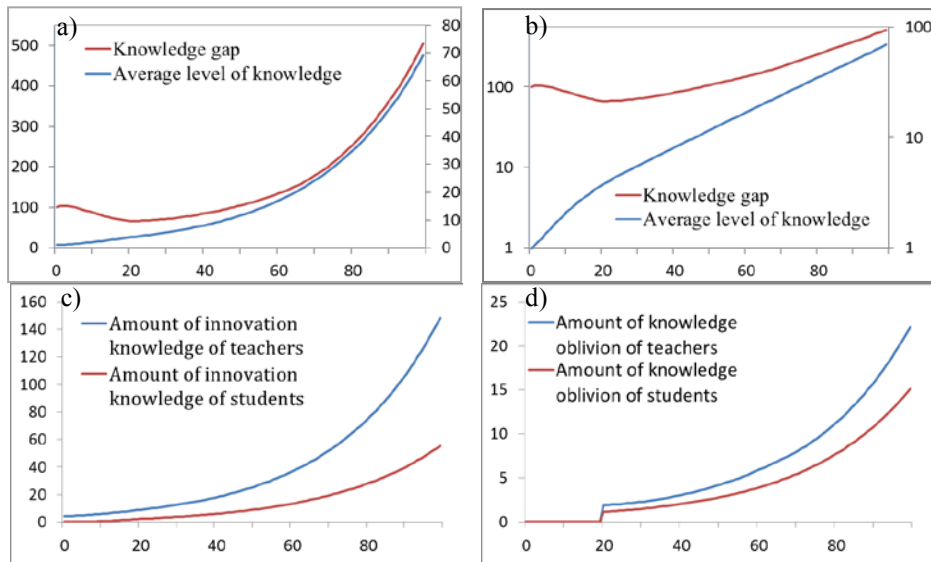 a)
Knowledge gap
Average level of knowledge
500
400
300
200
100
0
80
70
60
50
40
30
20
10
0
0 20 40 60 80
b)
Knowledge gap
Average level of knowledge
100
10
1
100
10
1
0 20 40 60 80
c)
Amount of innovation
knowledge of teachers
Amount of innovation
knowledge of students
160
140
120
100
80
60
40
20
0
0 20 40 60 80
d)
Amount of knowledge
oblivion of teachers
Amount of knowledge
oblivion of students
25
20
15
10
5
0
0 20 40 60 80